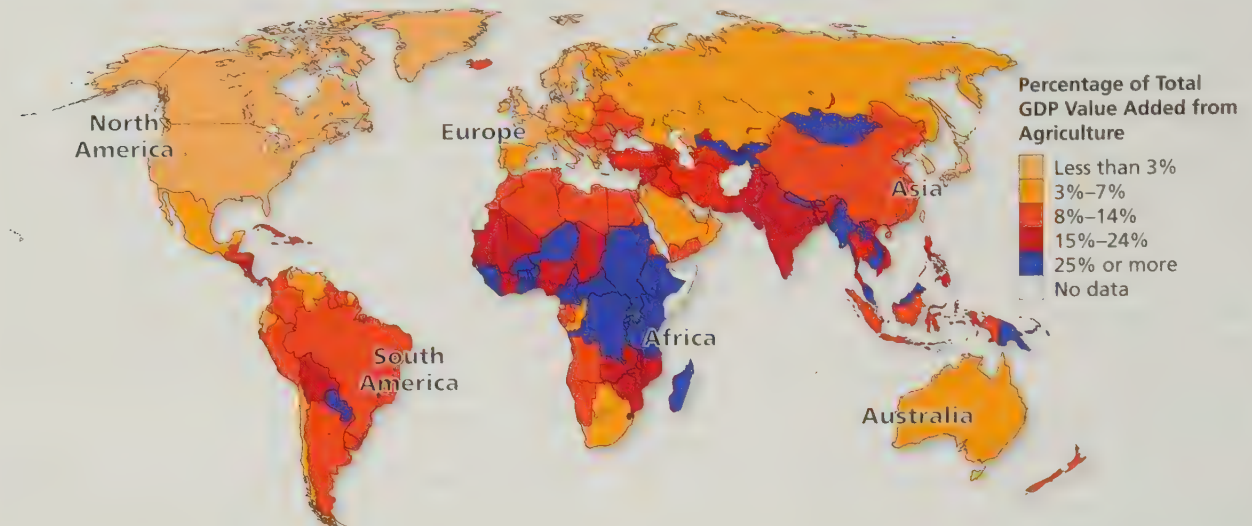 North
America
Europe
Asia
Africa
South
America
Australia
Percentage of Total
GDP Value Added from
Agriculture
Less than 3%
3%–7%
8%–14%
15%–24%
25% or more
No data